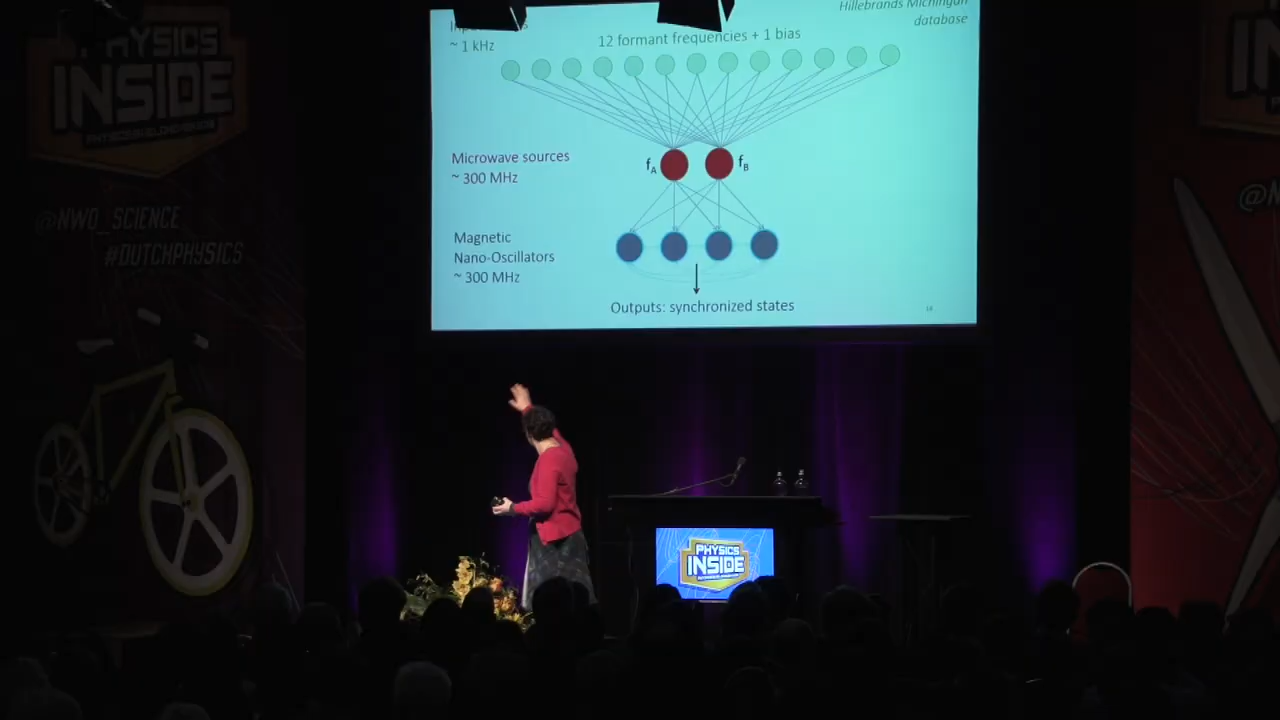 Hillebrands Michingan
database
~ 1 kHz
12 formant frequencies + 1 bias
Microwave sources
~ 300 MHz
fA
fB
Magnetic
Nano-Oscillators
~ 300 MHz
Outputs: synchronized states
PHYSICS
INSIDE
@NWO_SCIENCE
#DUTCHPHYSICS
PHYSICS
INSIDE